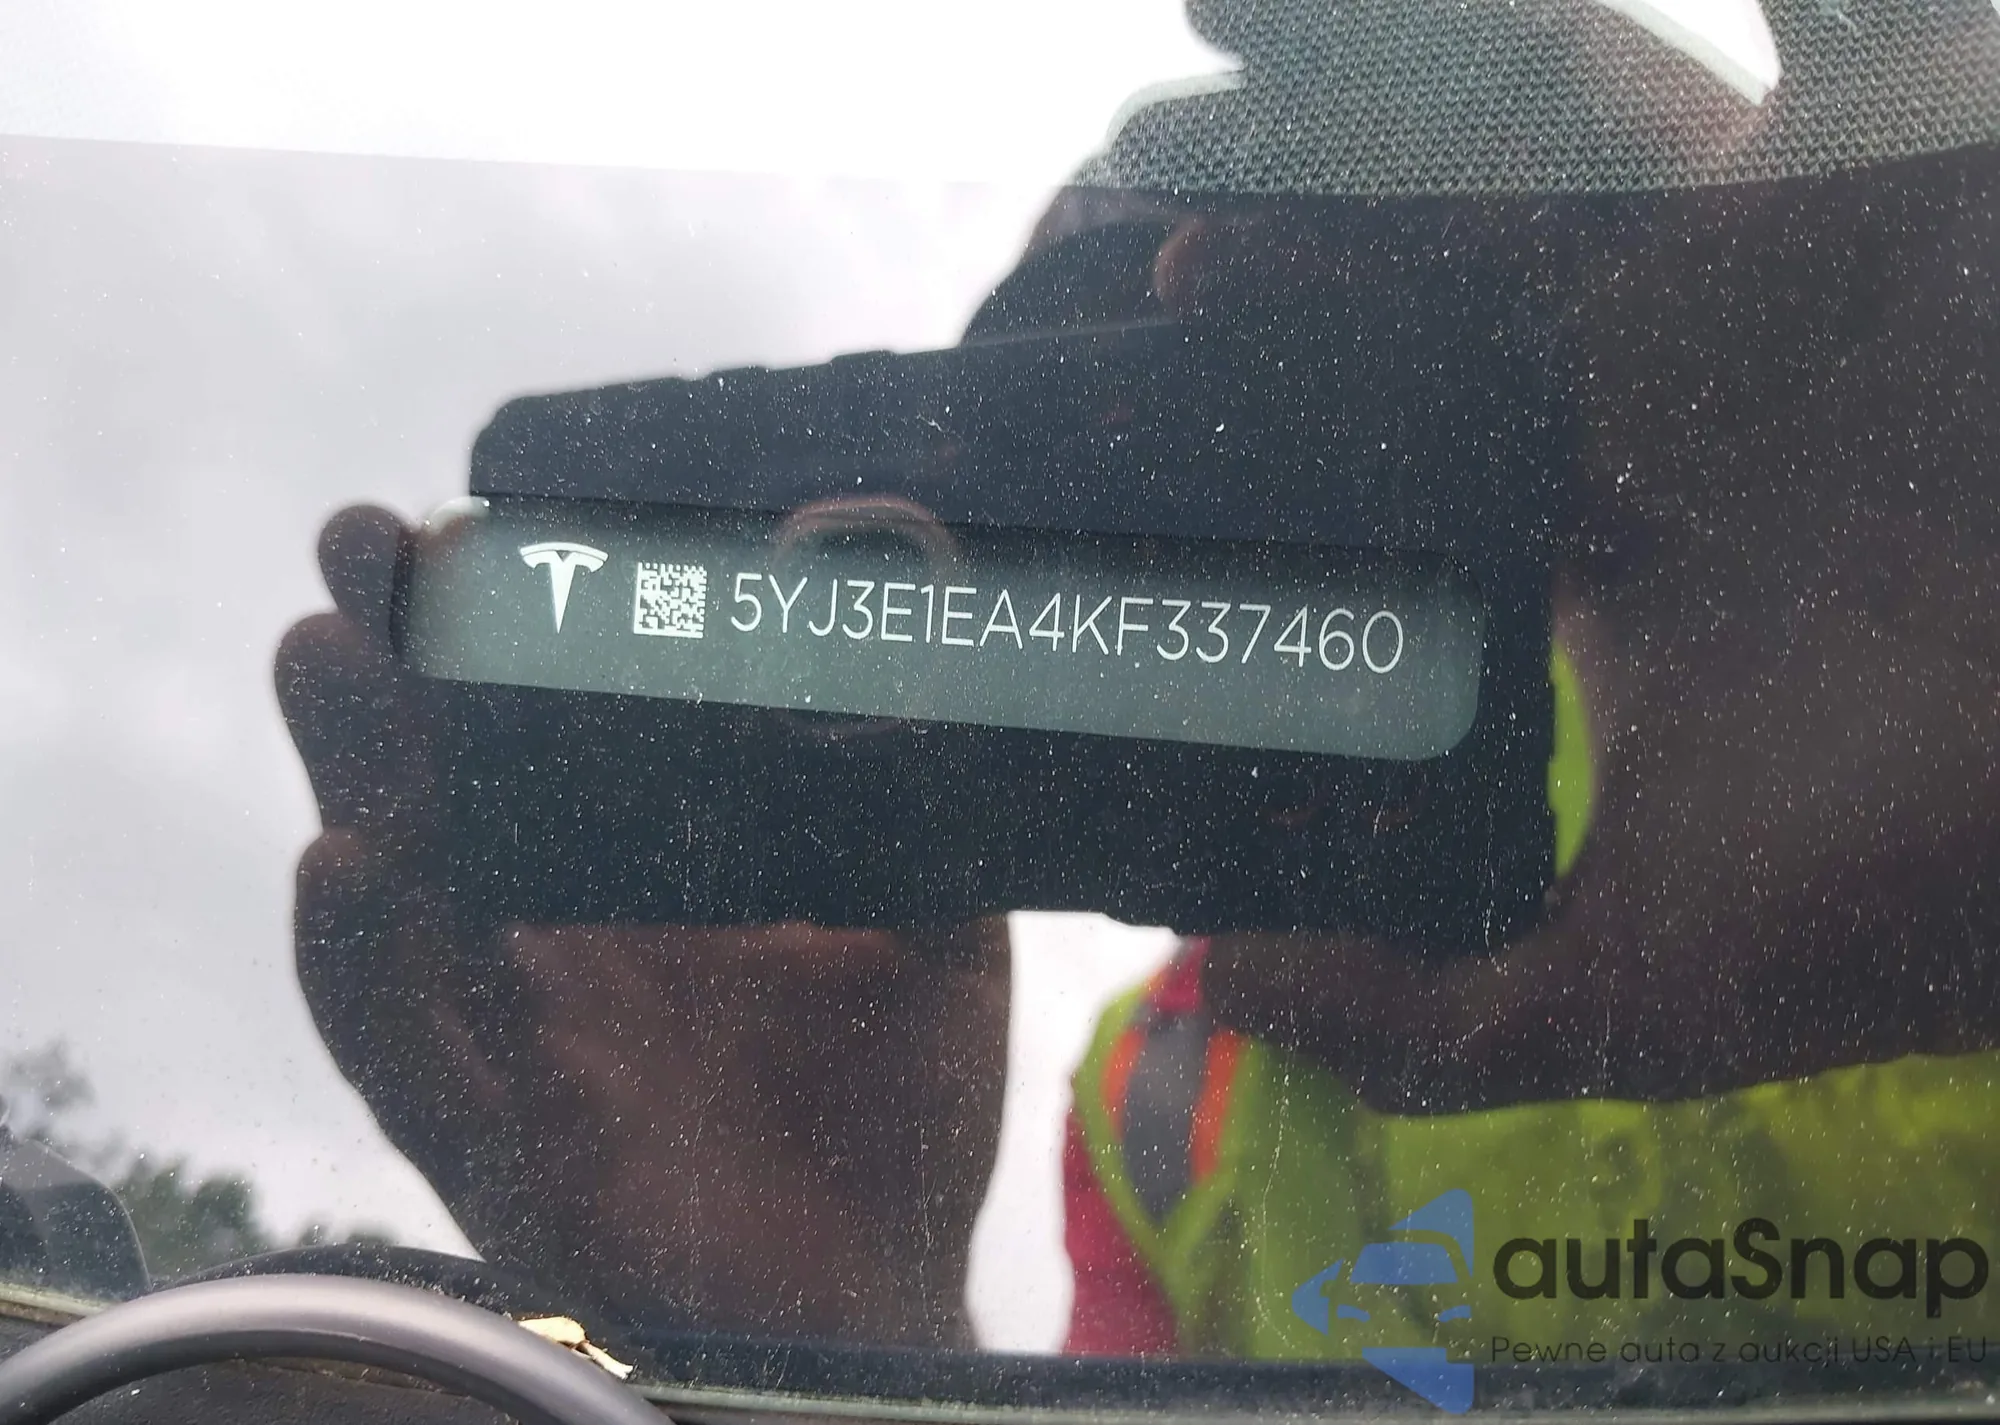 5YJ3E1EA4KF337460
autaSnap
Pewne auta z aukcji USA i EU